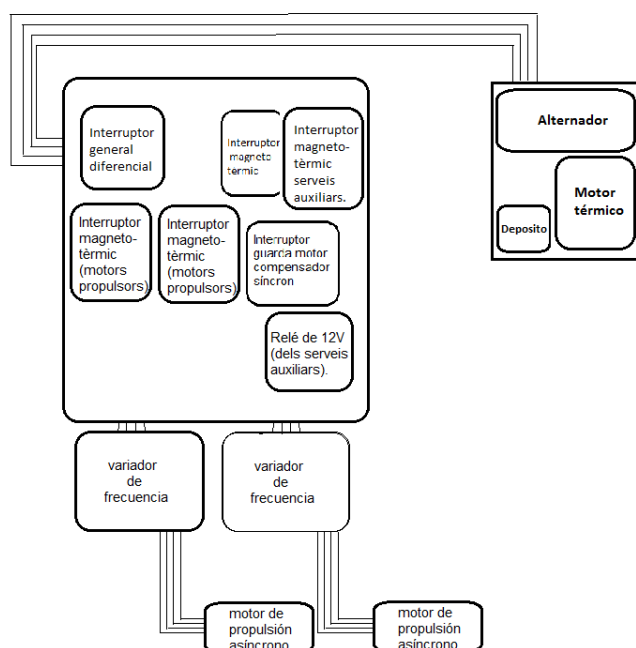 Interruptor
general
diferencial
Interruptor
magneto
tèrmic
Interruptor
magneto-
tèrmic
serveis
auxiliars.
Alternador
Motor
térmico
Deposito
Interruptor
magneto-
tèrmic
(motors
propulsors)
Interruptor
magneto-
tèrmic
(motors
propulsors)
Interruptor
guarda motor
compensador
síncron
Relé de 12V
(dels serveis
auxiliars).
variador
de
frecuencia
variador
de
frecuencia
motor de
propulsión
asíncrono
motor de
propulsión
asíncrono